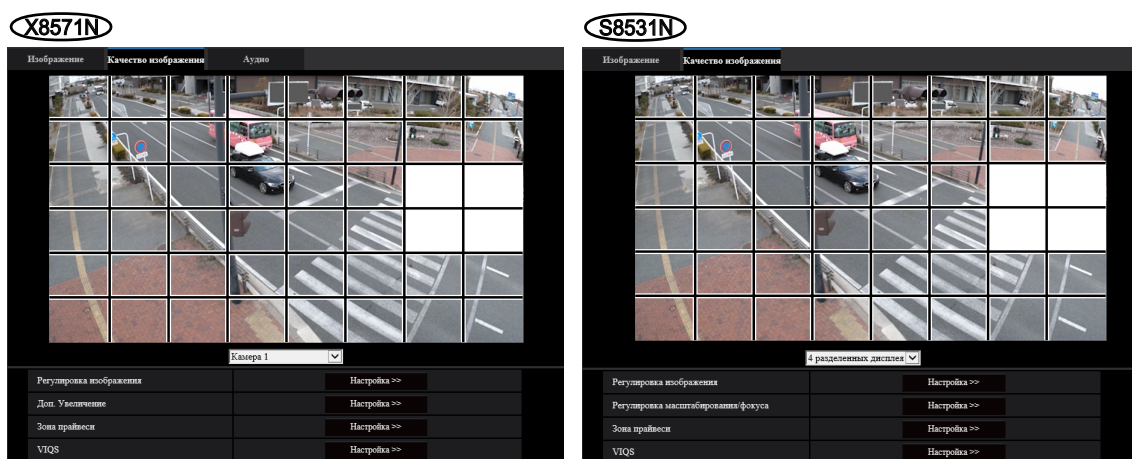 X8571N
Изображение Качество изображения Аудио
Камера 1
Регулировка изображения Настройка >>
Доп. Увеличение Настройка >>
Зона прайвеси Настройка >>
VIQS Настройка >>
S8531N
Изображение Качество изображения
4 разделенных дисплея
Регулировка изображения Настройка >>
Регулировка масштабирования/фокуса Настройка >>
Зона прайвеси Настройка >>
VIQS Настройка >>